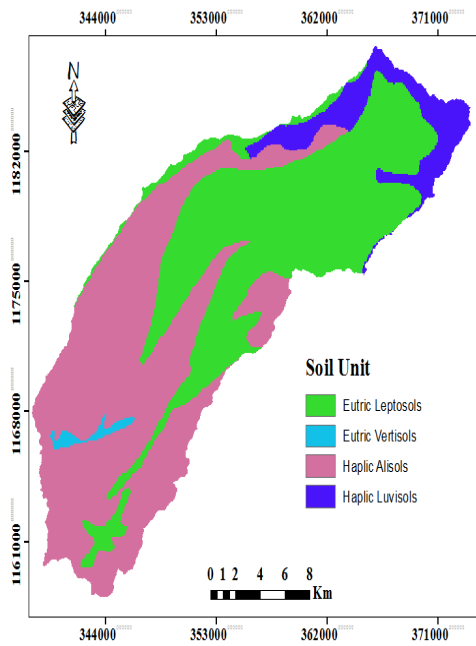 344000 353000 362000 371000
N
1182000
1175000
1168000
1161000
Soil Unit
Eutric Leptosols
Eutric Vertisols
Haplic Alisols
Haplic Luvisols
0 1 2 4 6 8
Km
344000 353000 362000 371000